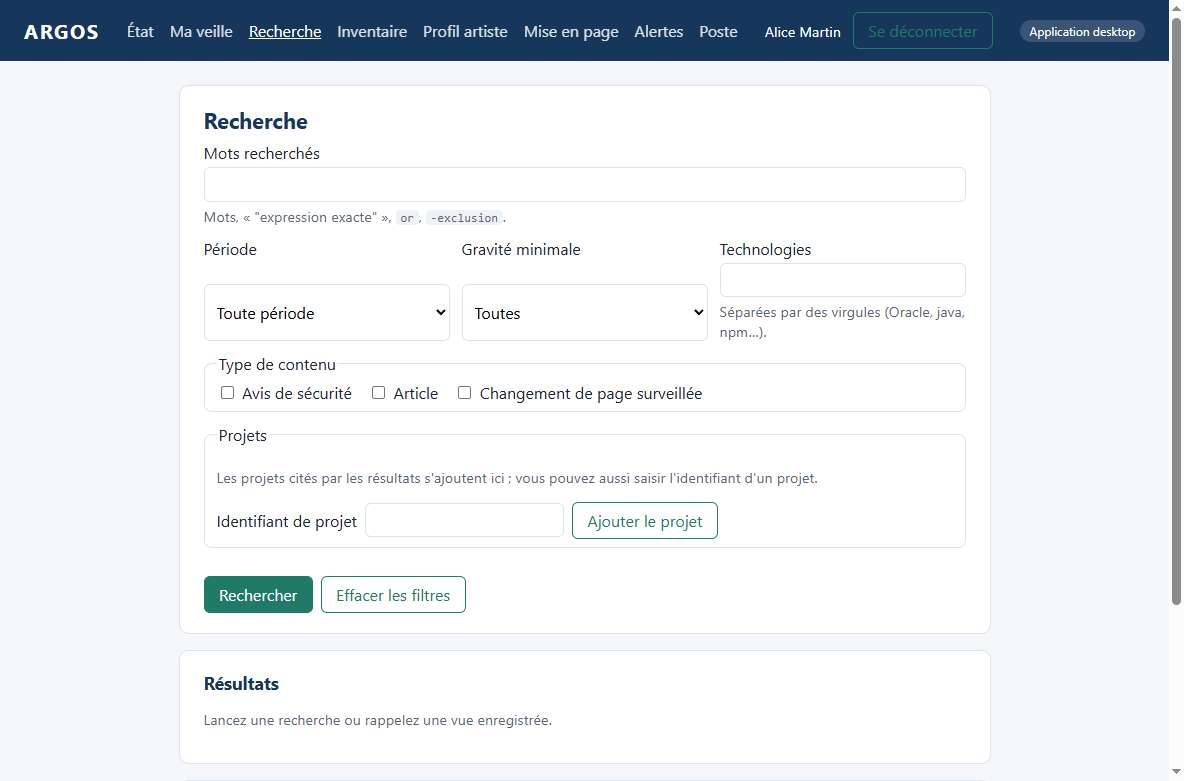 ARGOS État Ma veille Recherche Inventaire Profil artiste Mise en page Alertes Poste Alice Martin Se déconnecter Application desktop
Recherche
Mots recherchés
Mots, « "expression exacte" », or, -exclusion.
Période Gravité minimale Technologies
Toute période Toutes
Séparées par des virgules (Oracle, java,
npm…).
Type de contenu
Avis de sécurité Article Changement de page surveillée
Projets
Les projets cités par les résultats s'ajoutent ici ; vous pouvez aussi saisir l'identifiant d'un projet.
Identifiant de projet Ajouter le projet
Rechercher Effacer les filtres
Résultats
Lancez une recherche ou rappelez une vue enregistrée.